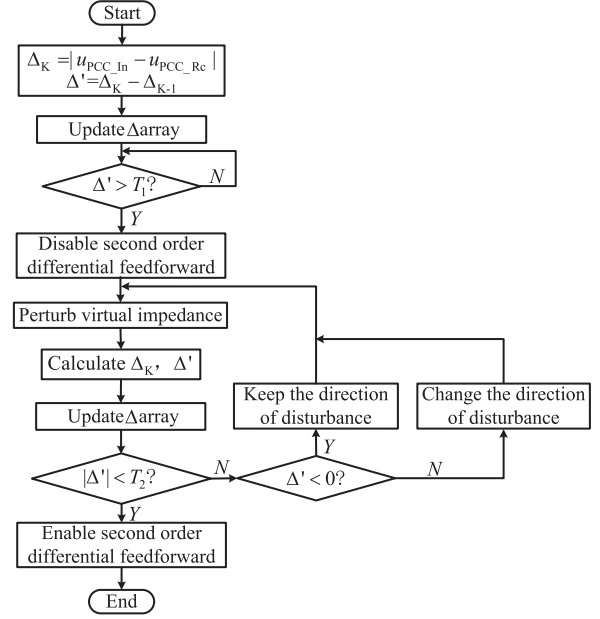 Start
Δ_K =| u_PCC_In − u_PCC_Rc |
Δ'=Δ_K − Δ_K-1
Update Δarray
Δ' > T_1?
N
Y
Disable second order
differential feedforward
Perturb virtual impedance
Calculate Δ_K, Δ'
Update Δarray
Keep the direction
of disturbance
Change the direction
of disturbance
|Δ'| < T_2?
N
Y
Δ' < 0?
N
Y
Enable second order
differential feedforward
End